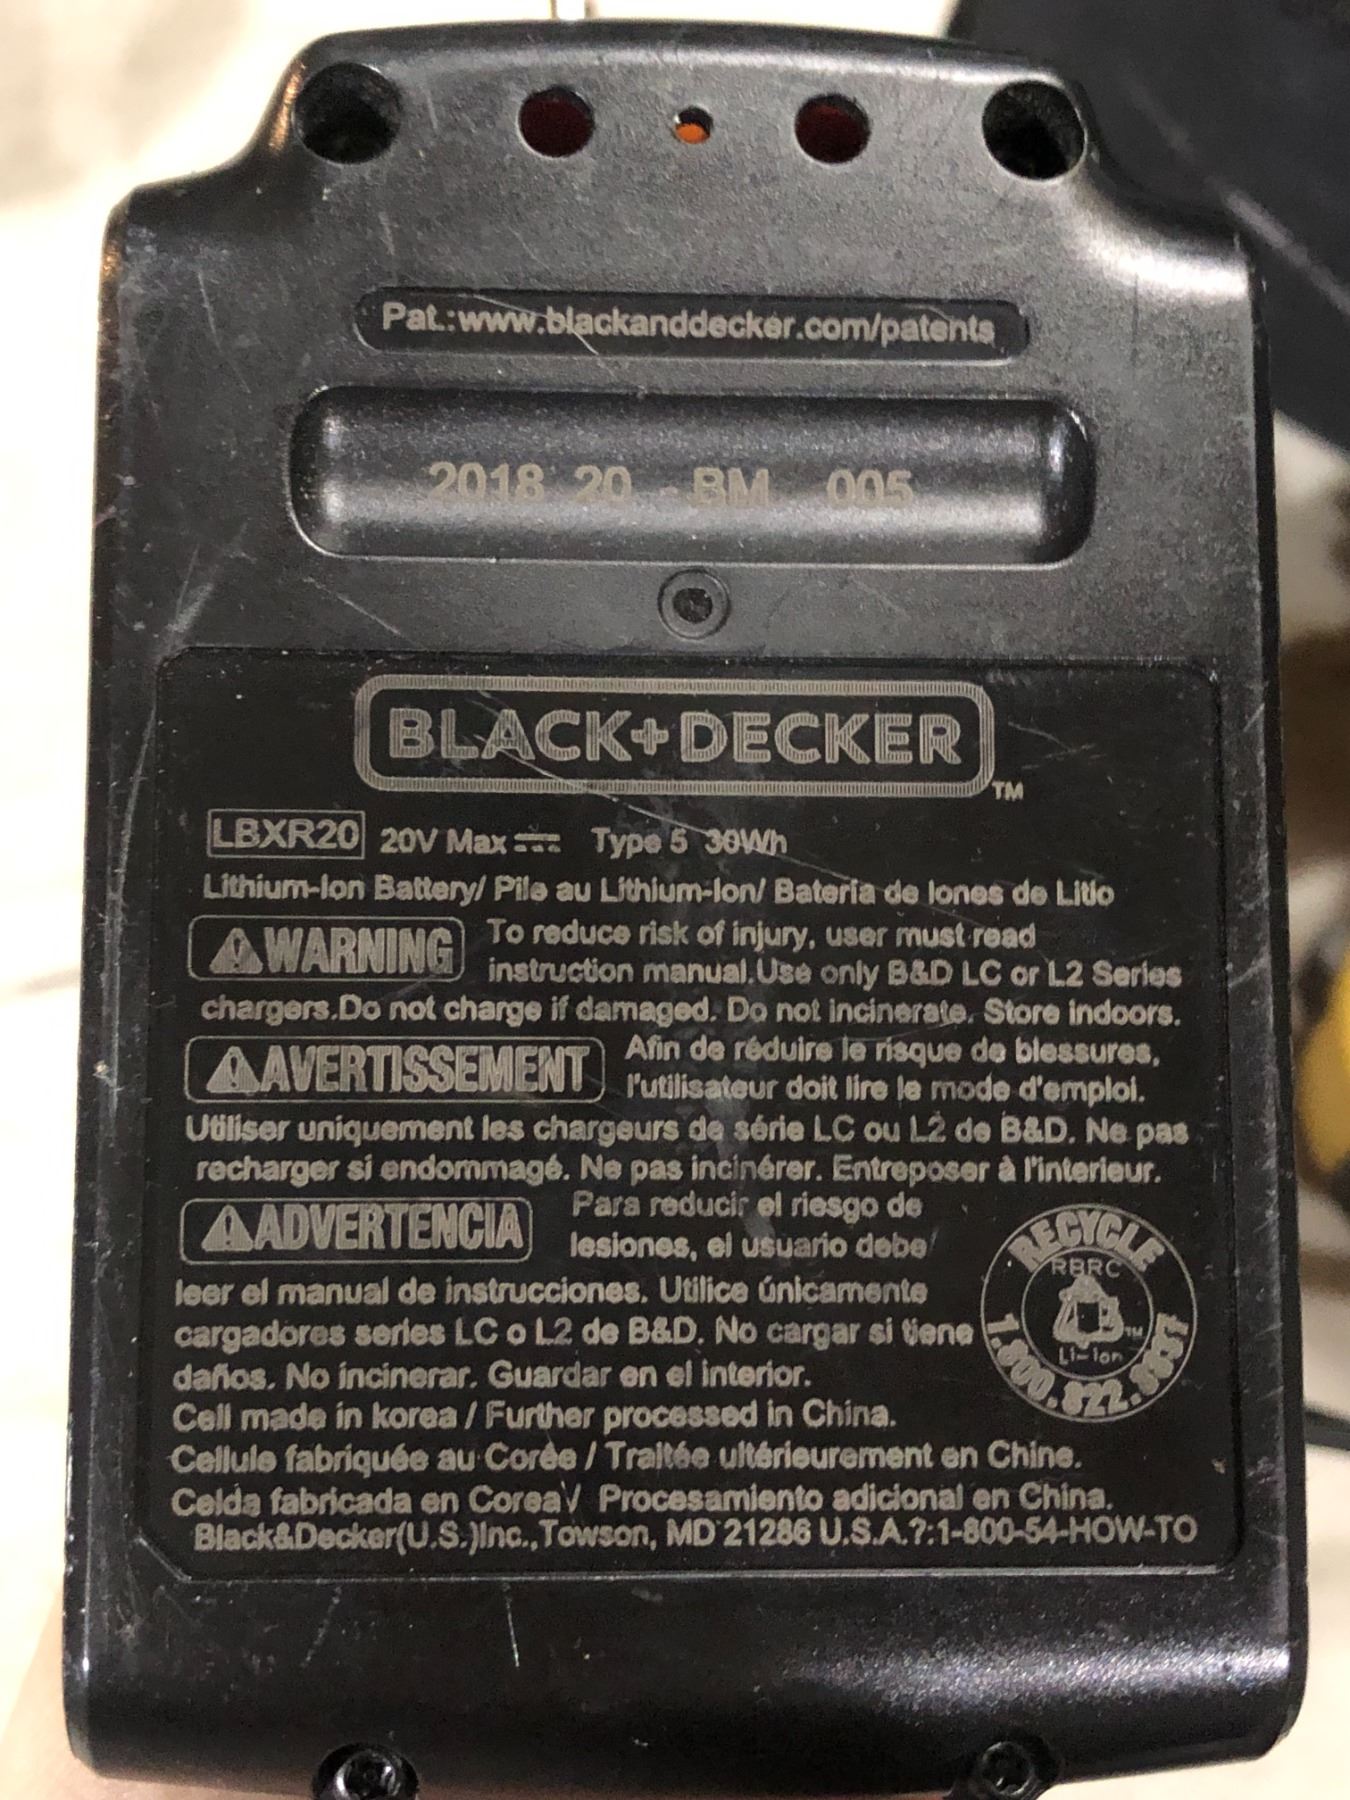 Pat.:www.blackanddecker.com/patents
2018 20 - BM 005
BLACK+DECKER
TM
LBXR20 20V Max Type 5 30Wh
Lithium-Ion Battery/ Pile au Lithium-Ion/ Batería de Iones de Litio
WARNING To reduce risk of injury, user must read
instruction manual.Use only B&D LC or L2 Series
chargers.Do not charge if damaged. Do not incinerate. Store indoors.
AVERTISSEMENT Afin de réduire le risque de blessures,
l'utilisateur doit lire le mode d'emploi.
Utiliser uniquement les chargeurs de série LC ou L2 de B&D. Ne pas
recharger si endommagé. Ne pas incinérer. Entreposer à l'interieur.
ADVERTENCIA Para reducir el riesgo de
lesiones, el usuario debe
leer el manual de instrucciones. Utilice únicamente
cargadores series LC o L2 de B&D. No cargar si tiene
daños. No incinerar. Guardar en el interior.
RECYCLE
RBRC
TM
Li-Ion
1.800.822.8837
Cell made in korea / Further processed in China.
Cellule fabriquée au Corée / Traitée ultérieurement en Chine.
Celda fabricada en Corea/ Procesamiento adicional en China.
Black&Decker(U.S.)Inc.,Towson, MD 21286 U.S.A.?:1-800-54-HOW-TO